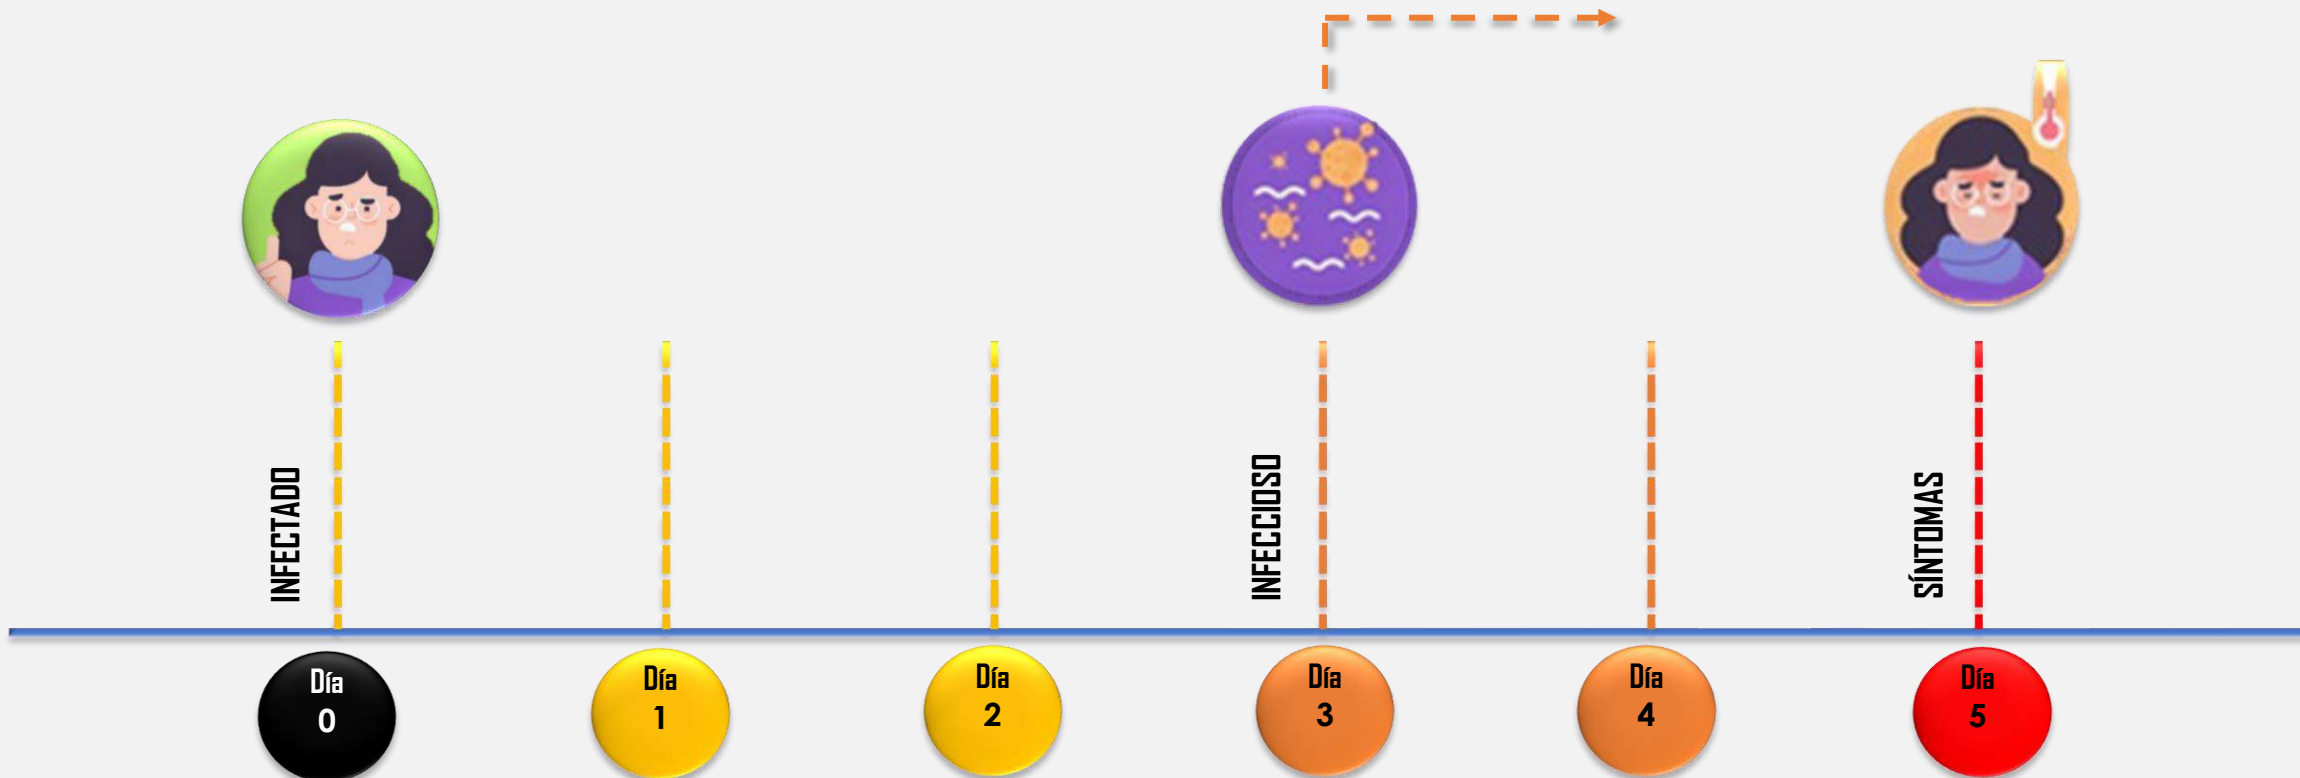 INFECTADO
INFECCIOSO
SÍNTOMAS
Día
0
Día
1
Día
2
Día
3
Día
4
Día
5